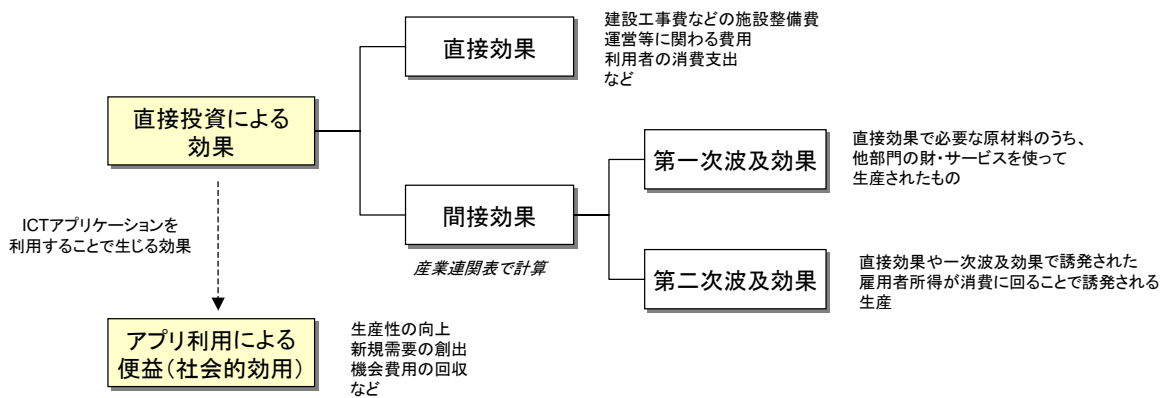 直接効果
建設工事費などの施設整備費
運営等に関わる費用
利用者の消費支出
など
直接投資による
効果
第一次波及効果
直接効果で必要な原材料のうち、
他部門の財・サービスを使って
生産されたもの
間接効果
産業連関表で計算
ICTアプリケーションを
利用することで生じる効果
第二次波及効果
直接効果や一次波及効果で誘発された
雇用者所得が消費に回ることで誘発される
生産
アプリ利用による
便益(社会的効用)
生産性の向上
新規需要の創出
機会費用の回収
など